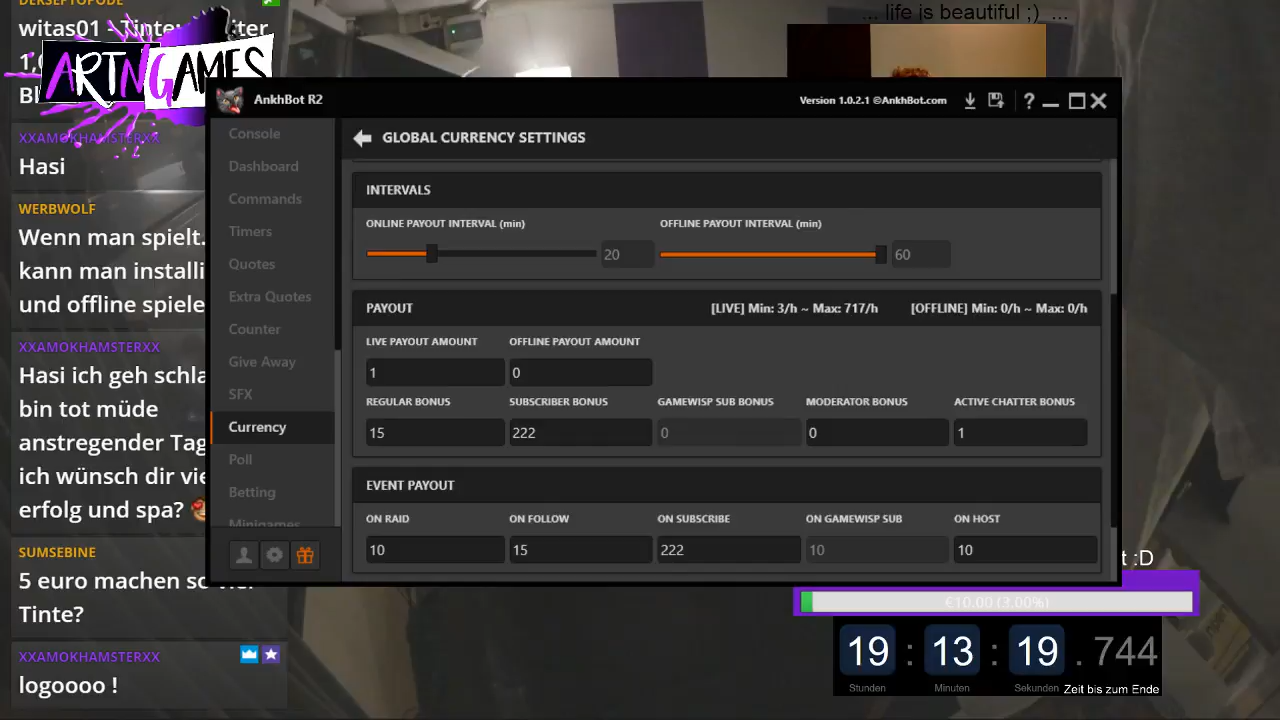 DERSEPTOPODE
witas01 - Tinte
1,0
B
ARTNGAMES
XXAMOKHAMSTERXX
Hasi
WERBWOLF
Wenn man spielt.
kann man installi
und offline spiele
XXAMOKHAMSTERXX
Hasi ich geh schla
bin tot müde
anstregender Tag
ich wünsch dir vie
erfolg und spa?
SUMSEBINE
5 euro machen so viel
Tinte?
XXAMOKHAMSTERXX
logoooo !
... life is beautiful ;) ...
AnkhBot R2
Version 1.0.2.1 ©AnkhBot.com
?
Console
Dashboard
Commands
Timers
Quotes
Extra Quotes
Counter
Give Away
SFX
Currency
Poll
Betting
Minigames
GLOBAL CURRENCY SETTINGS
INTERVALS
ONLINE PAYOUT INTERVAL (min) OFFLINE PAYOUT INTERVAL (min)
20 60
PAYOUT [LIVE] Min: 3/h ~ Max: 717/h [OFFLINE] Min: 0/h ~ Max: 0/h
LIVE PAYOUT AMOUNT OFFLINE PAYOUT AMOUNT
1 0
REGULAR BONUS SUBSCRIBER BONUS GAMEWISP SUB BONUS MODERATOR BONUS ACTIVE CHATTER BONUS
15 222 0 0 1
EVENT PAYOUT
ON RAID ON FOLLOW ON SUBSCRIBE ON GAMEWISP SUB ON HOST
10 15 222 10 10
t :D
€10.00 (3.00%)
19 : 13 : 19 . 744
Stunden Minuten Sekunden Zeit bis zum Ende